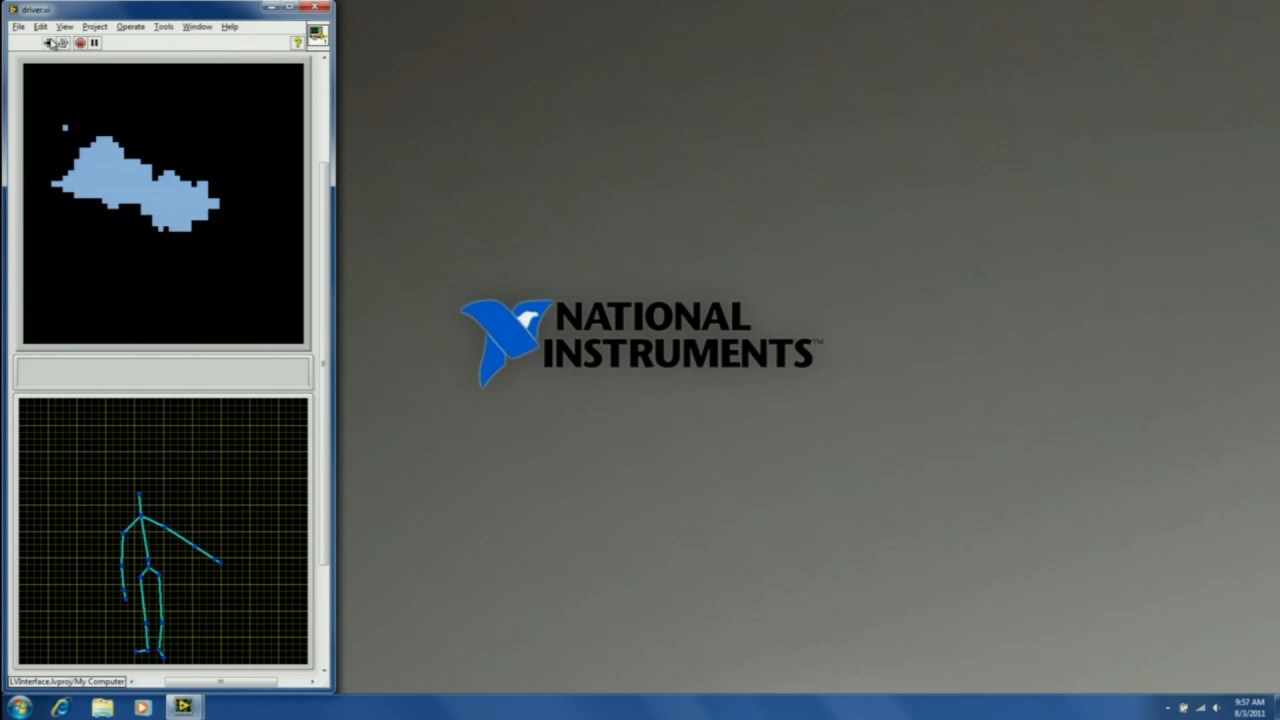 driver.vi
File Edit View Project Operate Tools Window Help
?
NATIONAL
INSTRUMENTS™
LVInterface.lvproj/My Computer
9:57 AM
8/3/2011